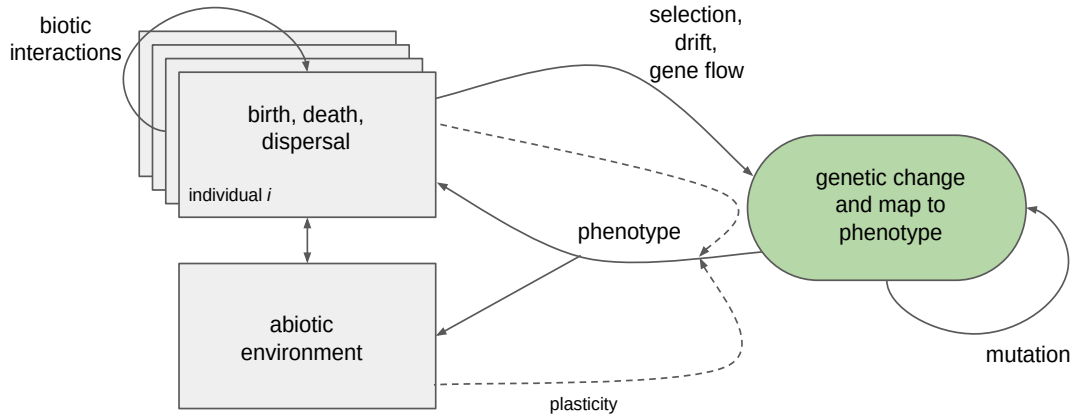 biotic
interactions
selection,
drift,
gene flow
birth, death,
dispersal
individual i
genetic change
and map to
phenotype
phenotype
abiotic
environment
mutation
plasticity